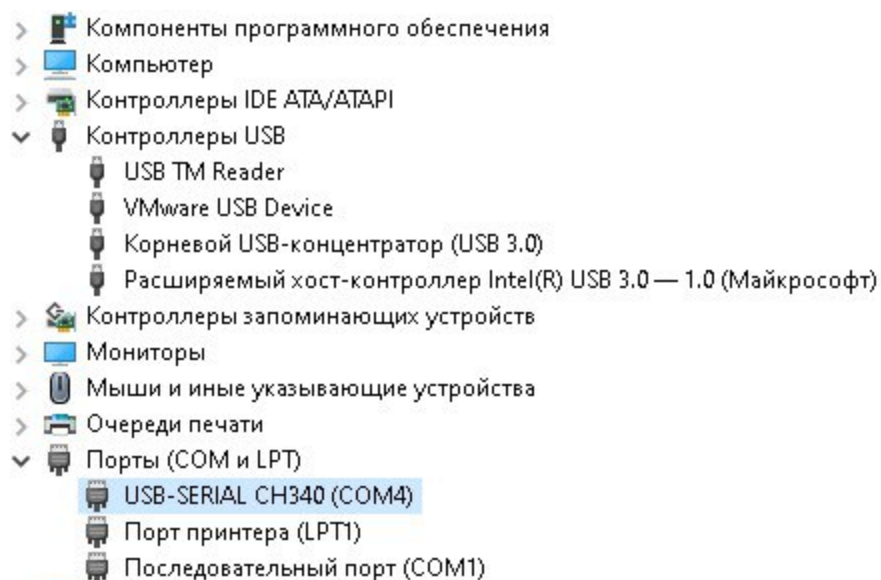 Компоненты программного обеспечения
Компьютер
Контроллеры IDE ATA/ATAPI
Контроллеры USB
USB TM Reader
VMware USB Device
Корневой USB-концентратор (USB 3.0)
Расширяемый хост-контроллер Intel(R) USB 3.0 — 1.0 (Майкрософт)
Контроллеры запоминающих устройств
Мониторы
Мыши и иные указывающие устройства
Очереди печати
Порты (COM и LPT)
USB-SERIAL CH340 (COM4)
Порт принтера (LPT1)
Последовательный порт (COM1)